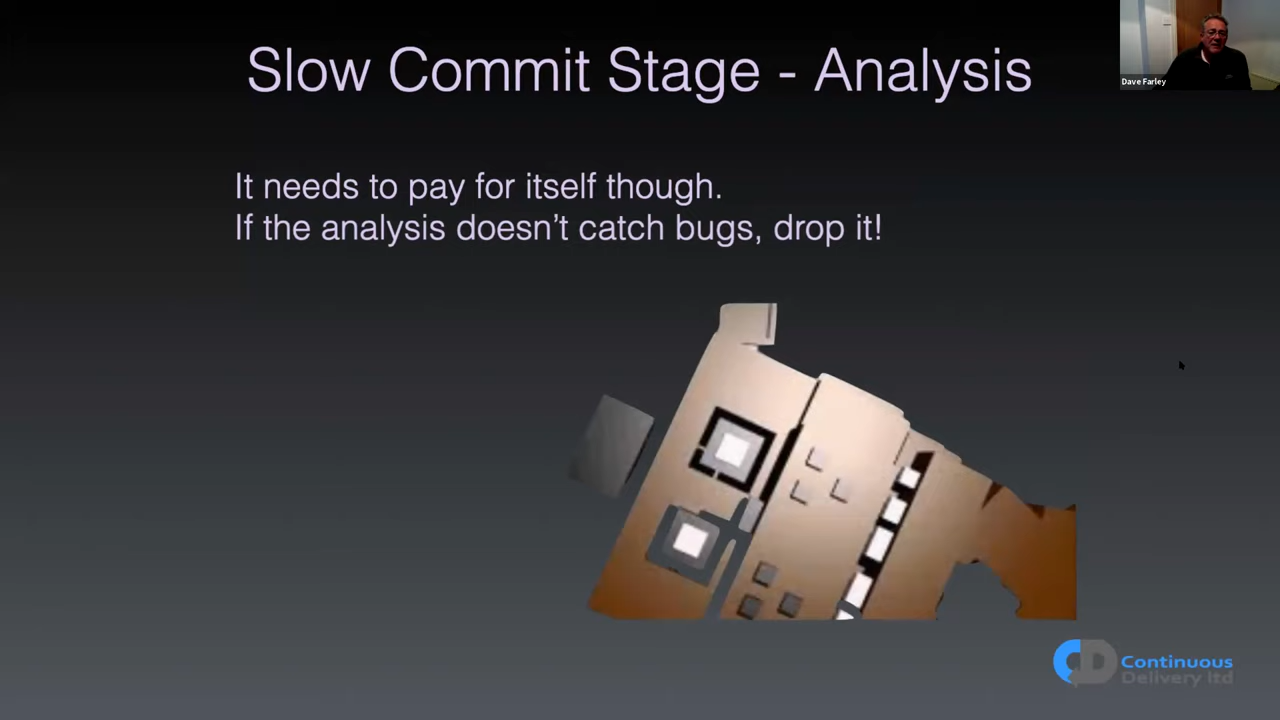 Slow Commit Stage - Analysis
Dave Farley
It needs to pay for itself though.
If the analysis doesn't catch bugs, drop it!
CD
Continuous
Delivery ltd